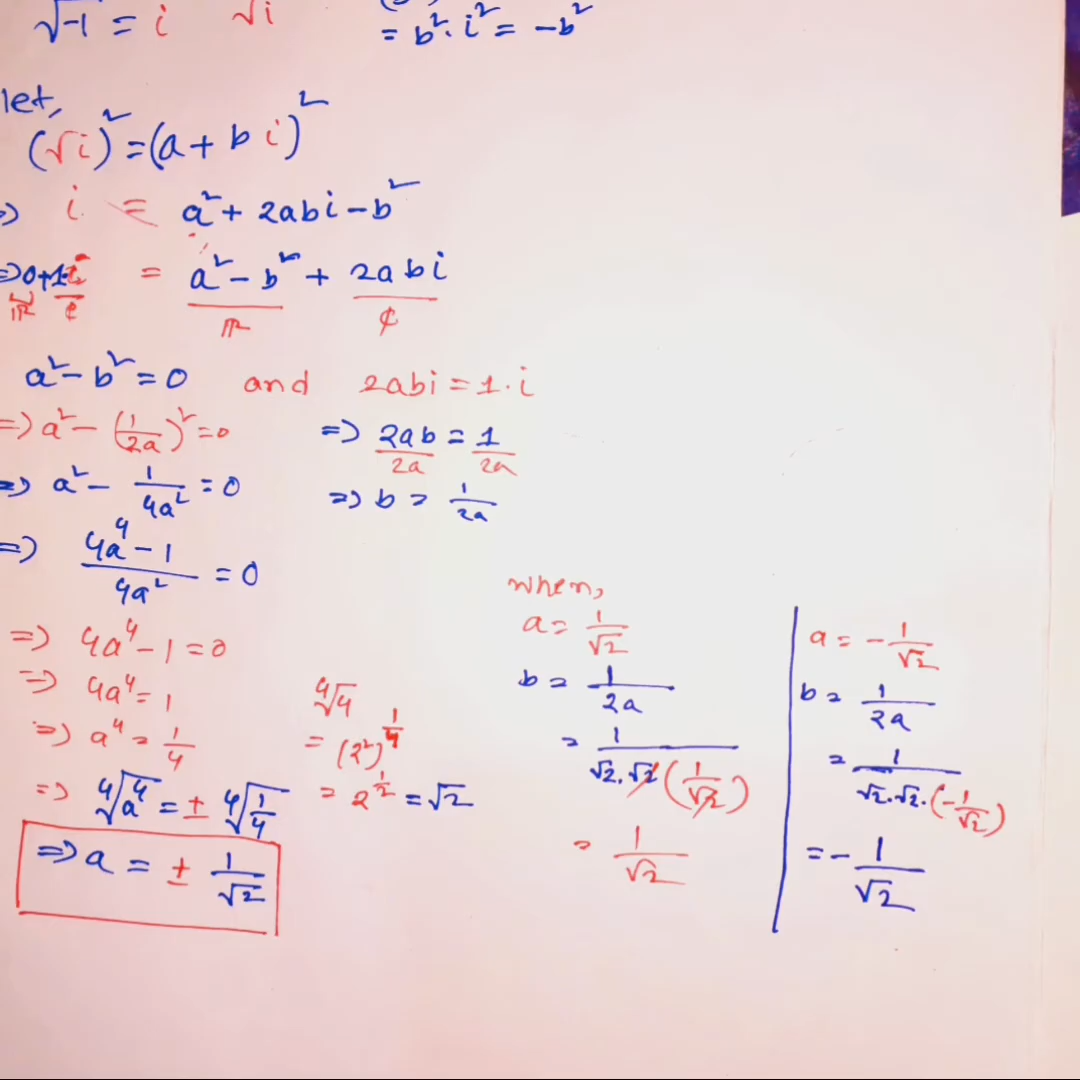 √-1 = i √i
= b². i² = -b²
let,
(√i)² = (a + b i)²
i = a² + 2abi - b²
=> 0+1·i = a² - b² + 2abi
ℝ ¢ ℝ ¢
a² - b² = 0 and 2abi = 1.i
=> a² - (1/2a)² = 0 => 2ab/2a = 1/2a
=> a² - 1/4a² = 0 => b = 1/2a
=> (4a⁴ - 1)/4a² = 0
=> 4a⁴ - 1 = 0
=> 4a⁴ = 1
=> a⁴ = 1/4
=> ⁴√a⁴ = ± ⁴√(1/4)
=> a = ± 1/√2
⁴√4
= (2²)^(1/4)
= 2^(1/2) = √2
when,
a = 1/√2
b = 1/2a
= 1/(√2.√2(1/√2))
= 1/√2
a = - 1/√2
b = 1/2a
= 1/(√2.√2.(-1/√2))
= - 1/√2